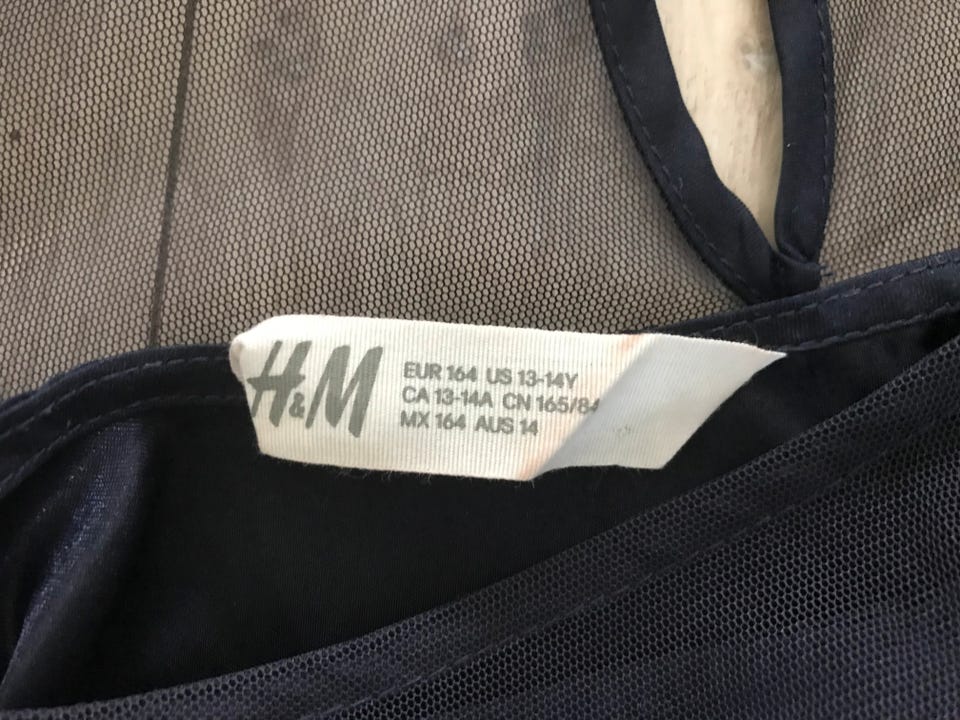 H&M
EUR 164 US 13-14Y
CA 13-14A CN 165/84
MX 164 AUS 14